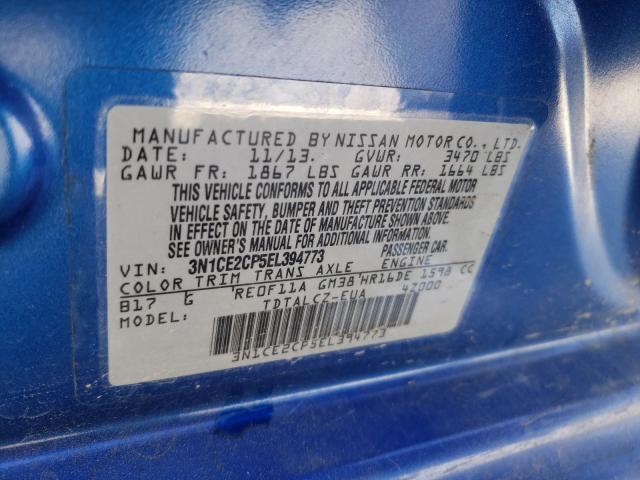 MANUFACTURED BY NISSAN MOTOR CO., LTD.
DATE: 11/13. GVWR: 3470 LBS
GAWR FR: 1867 LBS GAWR RR: 1664 LBS
THIS VEHICLE CONFORMS TO ALL APPLICABLE FEDERAL MOTOR
VEHICLE SAFETY, BUMPER AND THEFT PREVENTION STANDARDS
IN EFFECT ON THE DATE OF MANUFACTURE SHOWN ABOVE.
SEE OWNER'S MANUAL FOR ADDITIONAL INFORMATION.
VIN: 3N1CE2CP5EL394773 PASSENGER CAR
COLOR TRIM TRANS AXLE ENGINE
B17 G RE0F11A GM38 HR16DE 1598 CC
MODEL: TDTALCZ-EUA 42000
3N1CE2CP5EL394773